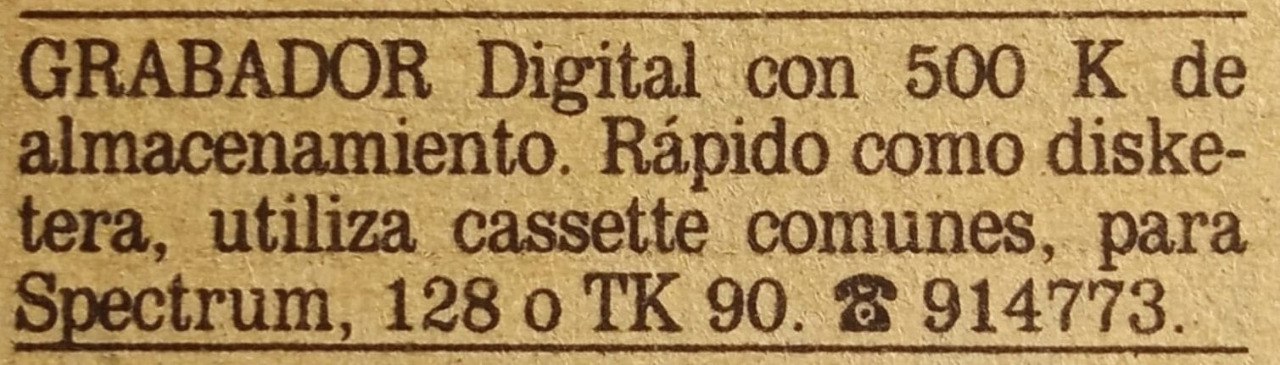 GRABADOR Digital con 500 K de
almacenamiento. Rápido como diske-
tera, utiliza cassette comunes, para
Spectrum, 128 o TK 90. ☎ 914773.